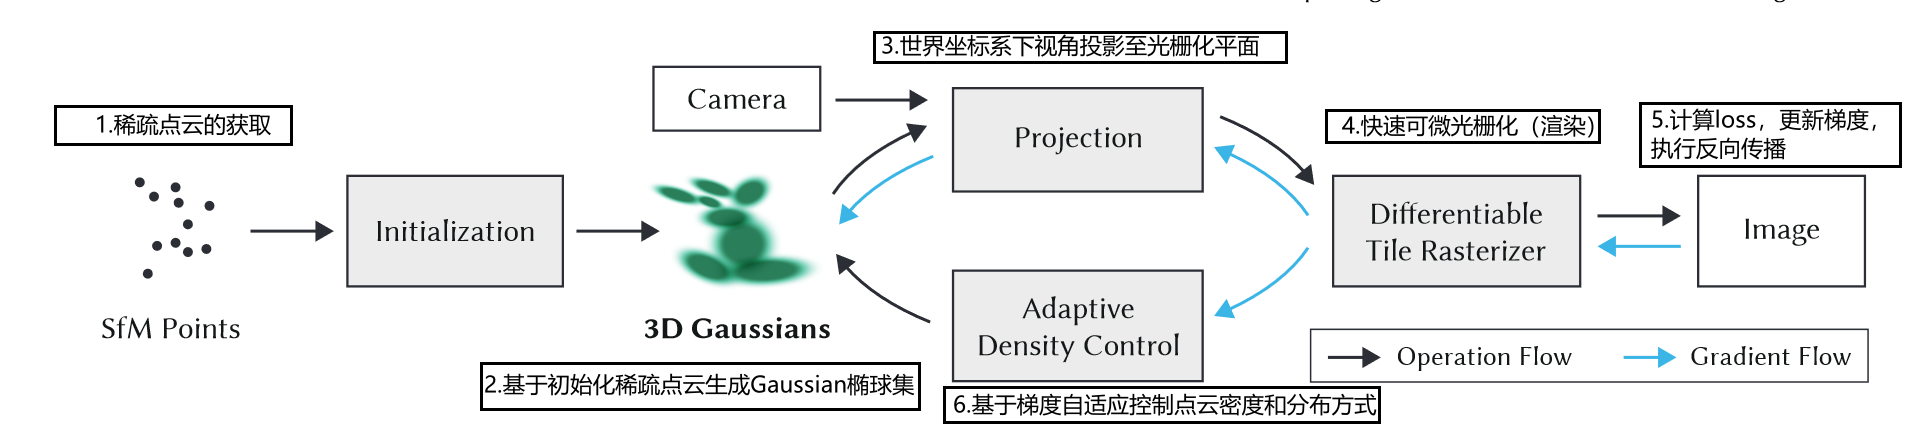 3.世界坐标系下视角投影至光栅化平面
Camera
1.稀疏点云的获取
Projection
4.快速可微光栅化（渲染）
5.计算loss，更新梯度，
执行反向传播
Initialization
Differentiable
Tile Rasterizer
Image
SfM Points
3D Gaussians
Adaptive
Density Control
Operation Flow
Gradient Flow
2.基于初始化稀疏点云生成Gaussian椭球集
6.基于梯度自适应控制点云密度和分布方式